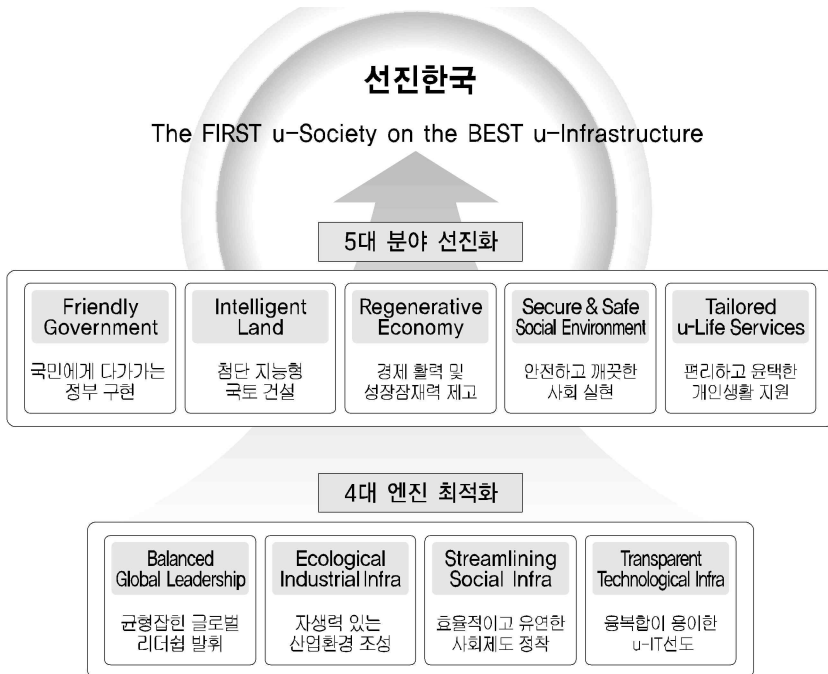 선진한국
The FIRST u-Society on the BEST u-Infrastructure
5대 분야 선진화
Friendly
Government
국민에게 다가가는
정부 구현
Intelligent
Land
첨단 지능형
국토 건설
Regenerative
Economy
경제 활력 및
성장잠재력 제고
Secure & Safe
Social Environment
안전하고 깨끗한
사회 실현
Tailored
u-Life Services
편리하고 윤택한
개인생활 지원
4대 엔진 최적화
Balanced
Global Leadership
균형잡힌 글로벌
리더쉽 발휘
Ecological
Industrial Infra
자생력 있는
산업환경 조성
Streamlining
Social Infra
효율적이고 유연한
사회제도 정착
Transparent
Technological Infra
융복합이 용이한
u-IT선도